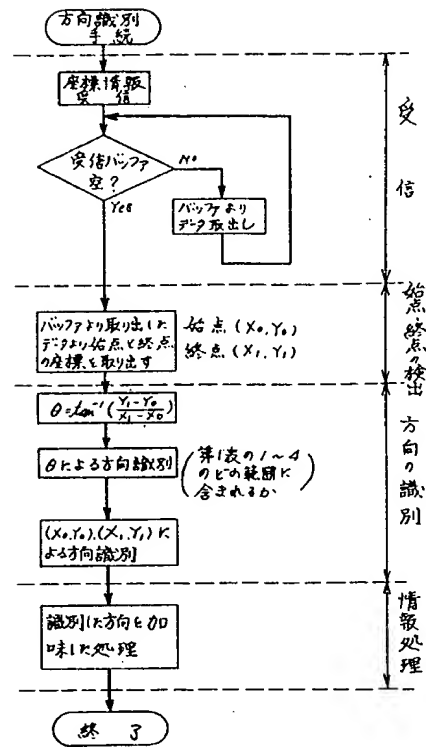 方向識別
手続
座標情報
受信
受信バッファ
空?
No
Yes
バッファより
データ取出し
受信
バッファより取り出した
データより始点と終点
の座標を取出す
始点 (X₀, Y₀)
終点 (X₁, Y₁)
始点・終点の検出
θ=tan⁻¹(Y₁-Y₀/X₁-X₀)
θによる方向識別
(第1表の1～4
のどの範囲に
含まれるか)
(X₀,Y₀).(X₁,Y₁)に
よる方向識別
方向の識別
識別した方向を加
味した処理
情報処理
終了